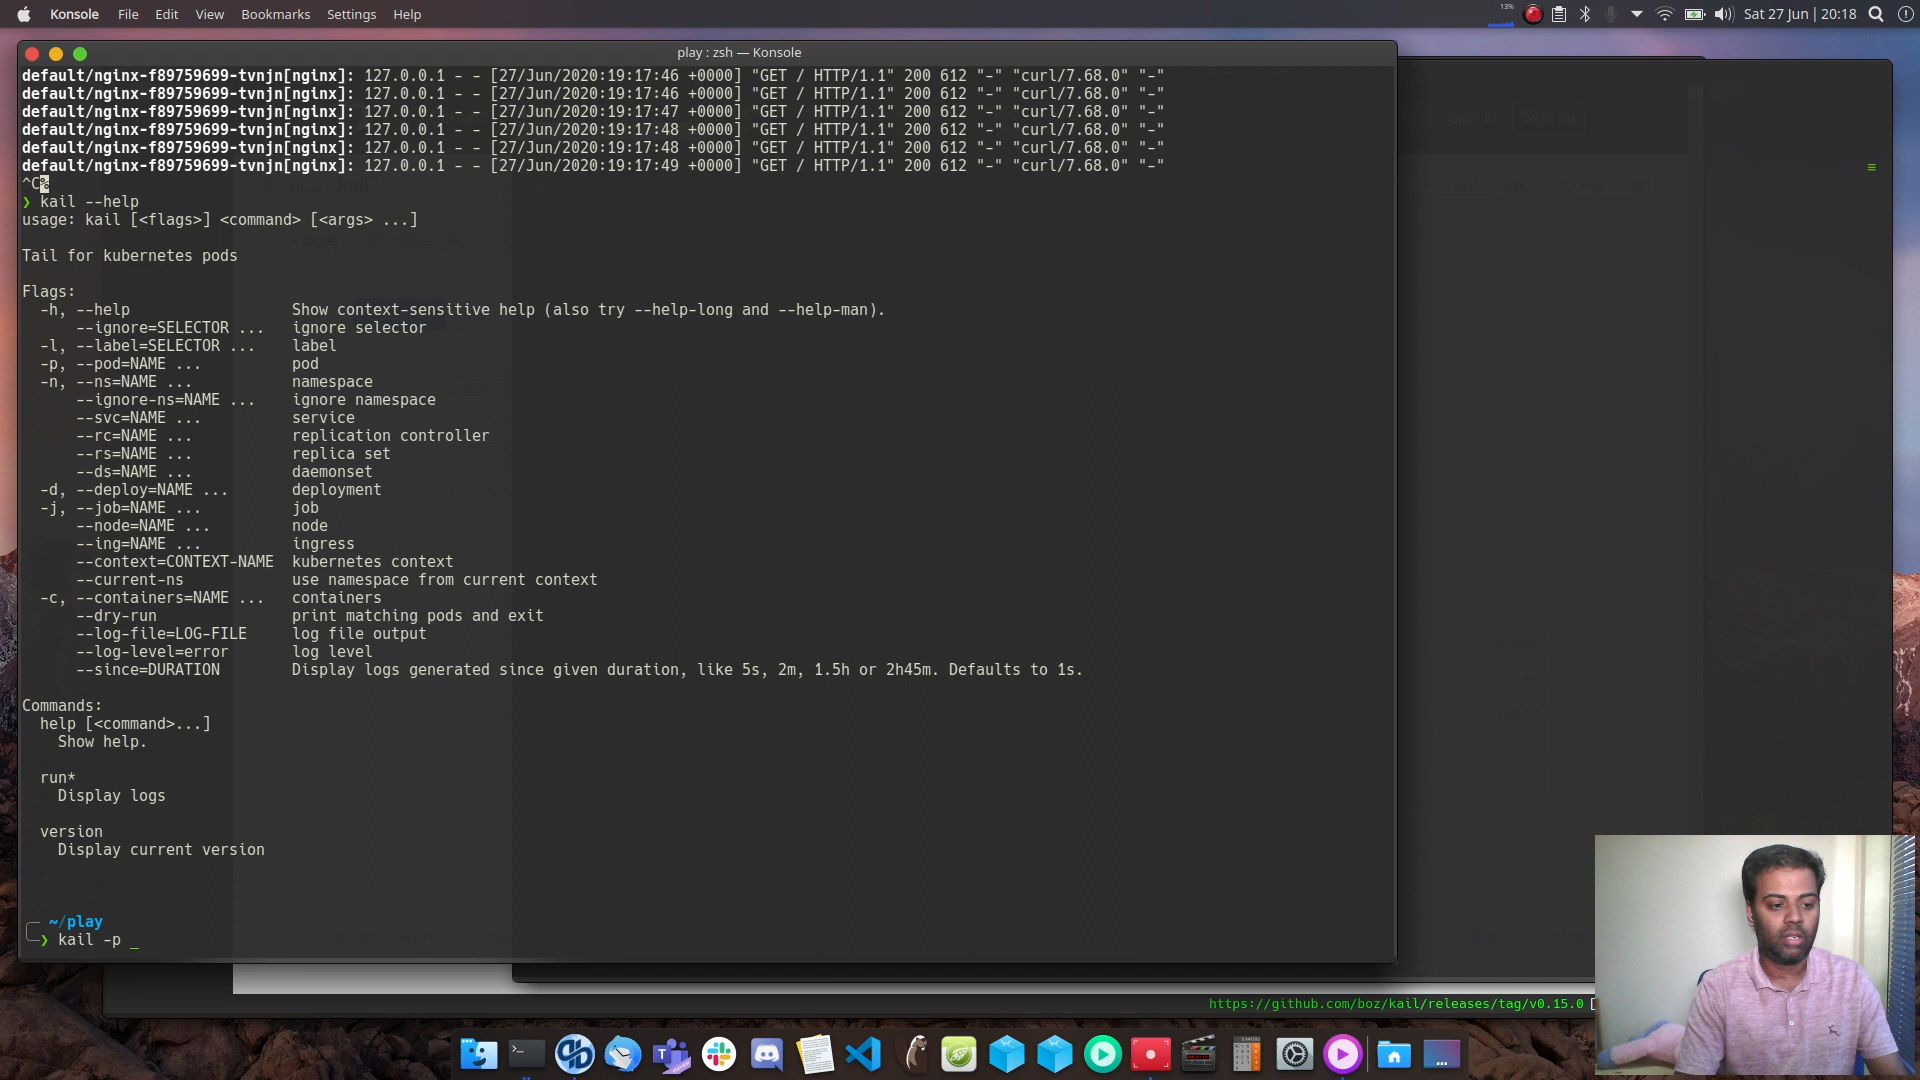 Konsole File Edit View Bookmarks Settings Help
13%
Sat 27 Jun | 20:18
play : zsh — Konsole
default/nginx-f89759699-tvnjn[nginx]: 127.0.0.1 - - [27/Jun/2020:19:17:46 +0000] "GET / HTTP/1.1" 200 612 "-" "curl/7.68.0" "-"
default/nginx-f89759699-tvnjn[nginx]: 127.0.0.1 - - [27/Jun/2020:19:17:46 +0000] "GET / HTTP/1.1" 200 612 "-" "curl/7.68.0" "-"
default/nginx-f89759699-tvnjn[nginx]: 127.0.0.1 - - [27/Jun/2020:19:17:47 +0000] "GET / HTTP/1.1" 200 612 "-" "curl/7.68.0" "-"
default/nginx-f89759699-tvnjn[nginx]: 127.0.0.1 - - [27/Jun/2020:19:17:48 +0000] "GET / HTTP/1.1" 200 612 "-" "curl/7.68.0" "-"
default/nginx-f89759699-tvnjn[nginx]: 127.0.0.1 - - [27/Jun/2020:19:17:48 +0000] "GET / HTTP/1.1" 200 612 "-" "curl/7.68.0" "-"
default/nginx-f89759699-tvnjn[nginx]: 127.0.0.1 - - [27/Jun/2020:19:17:49 +0000] "GET / HTTP/1.1" 200 612 "-" "curl/7.68.0" "-"
^C%
❯ kail --help
usage: kail [<flags>] <command> [<args> ...]
Tail for kubernetes pods
Flags:
-h, --help Show context-sensitive help (also try --help-long and --help-man).
--ignore=SELECTOR ... ignore selector
-l, --label=SELECTOR ... label
-p, --pod=NAME ... pod
-n, --ns=NAME ... namespace
--ignore-ns=NAME ... ignore namespace
--svc=NAME ... service
--rc=NAME ... replication controller
--rs=NAME ... replica set
--ds=NAME ... daemonset
-d, --deploy=NAME ... deployment
-j, --job=NAME ... job
--node=NAME ... node
--ing=NAME ... ingress
--context=CONTEXT-NAME kubernetes context
--current-ns use namespace from current context
-c, --containers=NAME ... containers
--dry-run print matching pods and exit
--log-file=LOG-FILE log file output
--log-level=error log level
--since=DURATION Display logs generated since given duration, like 5s, 2m, 1.5h or 2h45m. Defaults to 1s.
Commands:
help [<command>...]
Show help.
run*
Display logs
version
Display current version
~/play
❯ kail -p _
Sign in Sign up
https://github.com/boz/kail/releases/tag/v0.15.0 [